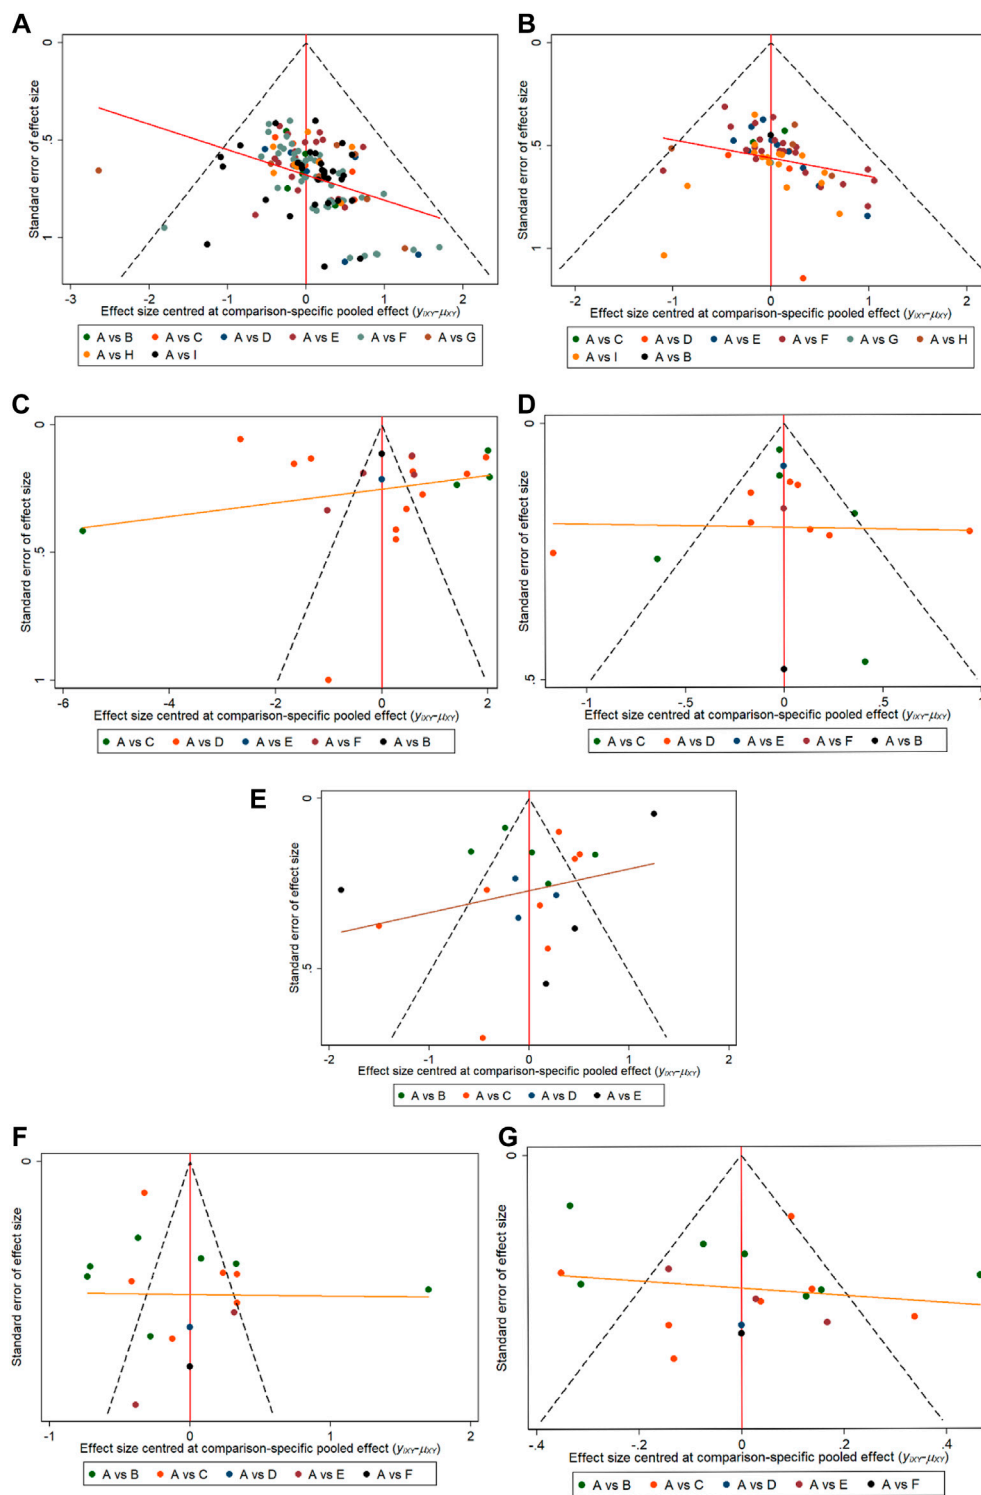 A
0
.5
1
Standard error of effect size
-3
-2
-1
0
1
2
Effect size centred at comparison-specific pooled effect (yiXY-μXY)
A vs B
A vs C
A vs D
A vs E
A vs F
A vs G
A vs H
A vs I
B
0
.5
1
Standard error of effect size
-2
-1
0
1
2
Effect size centred at comparison-specific pooled effect (yiXY-μXY)
A vs C
A vs D
A vs E
A vs F
A vs G
A vs H
A vs I
A vs B
C
0
.5
1
Standard error of effect size
-6
-4
-2
0
2
Effect size centred at comparison-specific pooled effect (yiXY-μXY)
A vs C
A vs D
A vs E
A vs F
A vs B
D
0
.5
Standard error of effect size
-1
-.5
0
.5
1
Effect size centred at comparison-specific pooled effect (yiXY-μXY)
A vs C
A vs D
A vs E
A vs F
A vs B
E
0
.5
Standard error of effect size
-2
-1
0
1
2
Effect size centred at comparison-specific pooled effect (yiXY-μXY)
A vs B
A vs C
A vs D
A vs E
F
0
Standard error of effect size
-1
0
1
2
Effect size centred at comparison-specific pooled effect (yiXY-μXY)
A vs B
A vs C
A vs D
A vs E
A vs F
G
0
Standard error of effect size
-.4
-.2
0
.2
.4
Effect size centred at comparison-specific pooled effect (yiXY-μXY)
A vs B
A vs C
A vs D
A vs E
A vs F